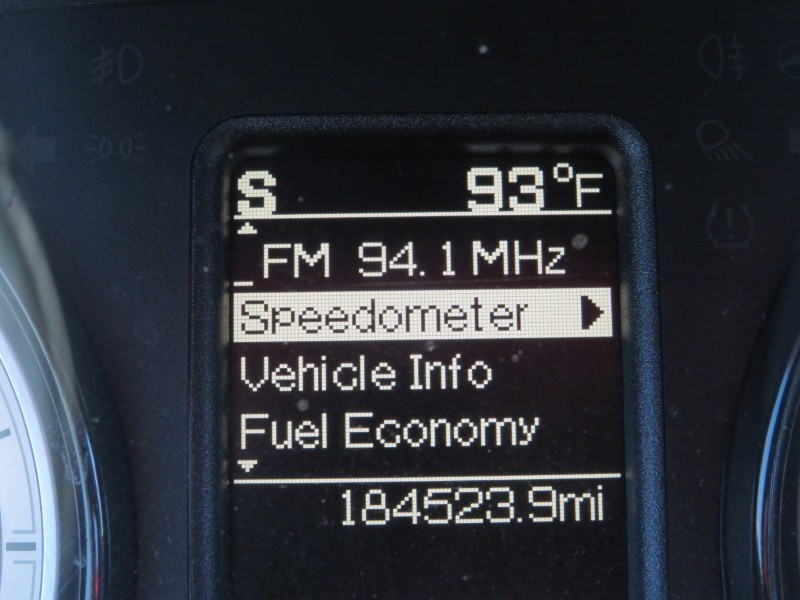 S 93°F
FM 94.1 MHz
Speedometer
Vehicle Info
Fuel Economy
184523.9mi